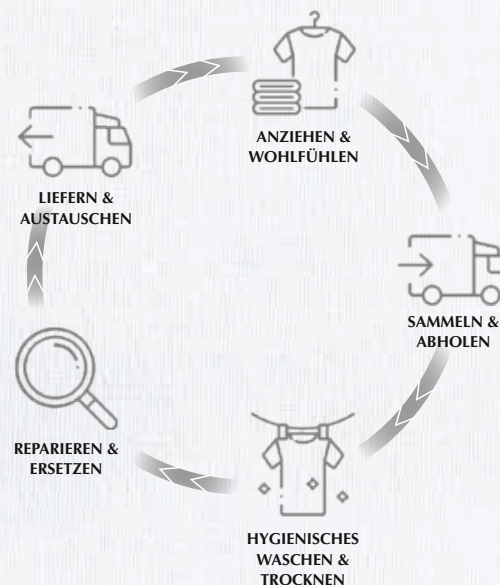 ANZIEHEN &
WOHLFÜHLEN
LIEFERN &
AUSTAUSCHEN
SAMMELN &
ABHOLEN
REPARIEREN &
ERSETZEN
HYGIENISCHES
WASCHEN &
TROCKNEN